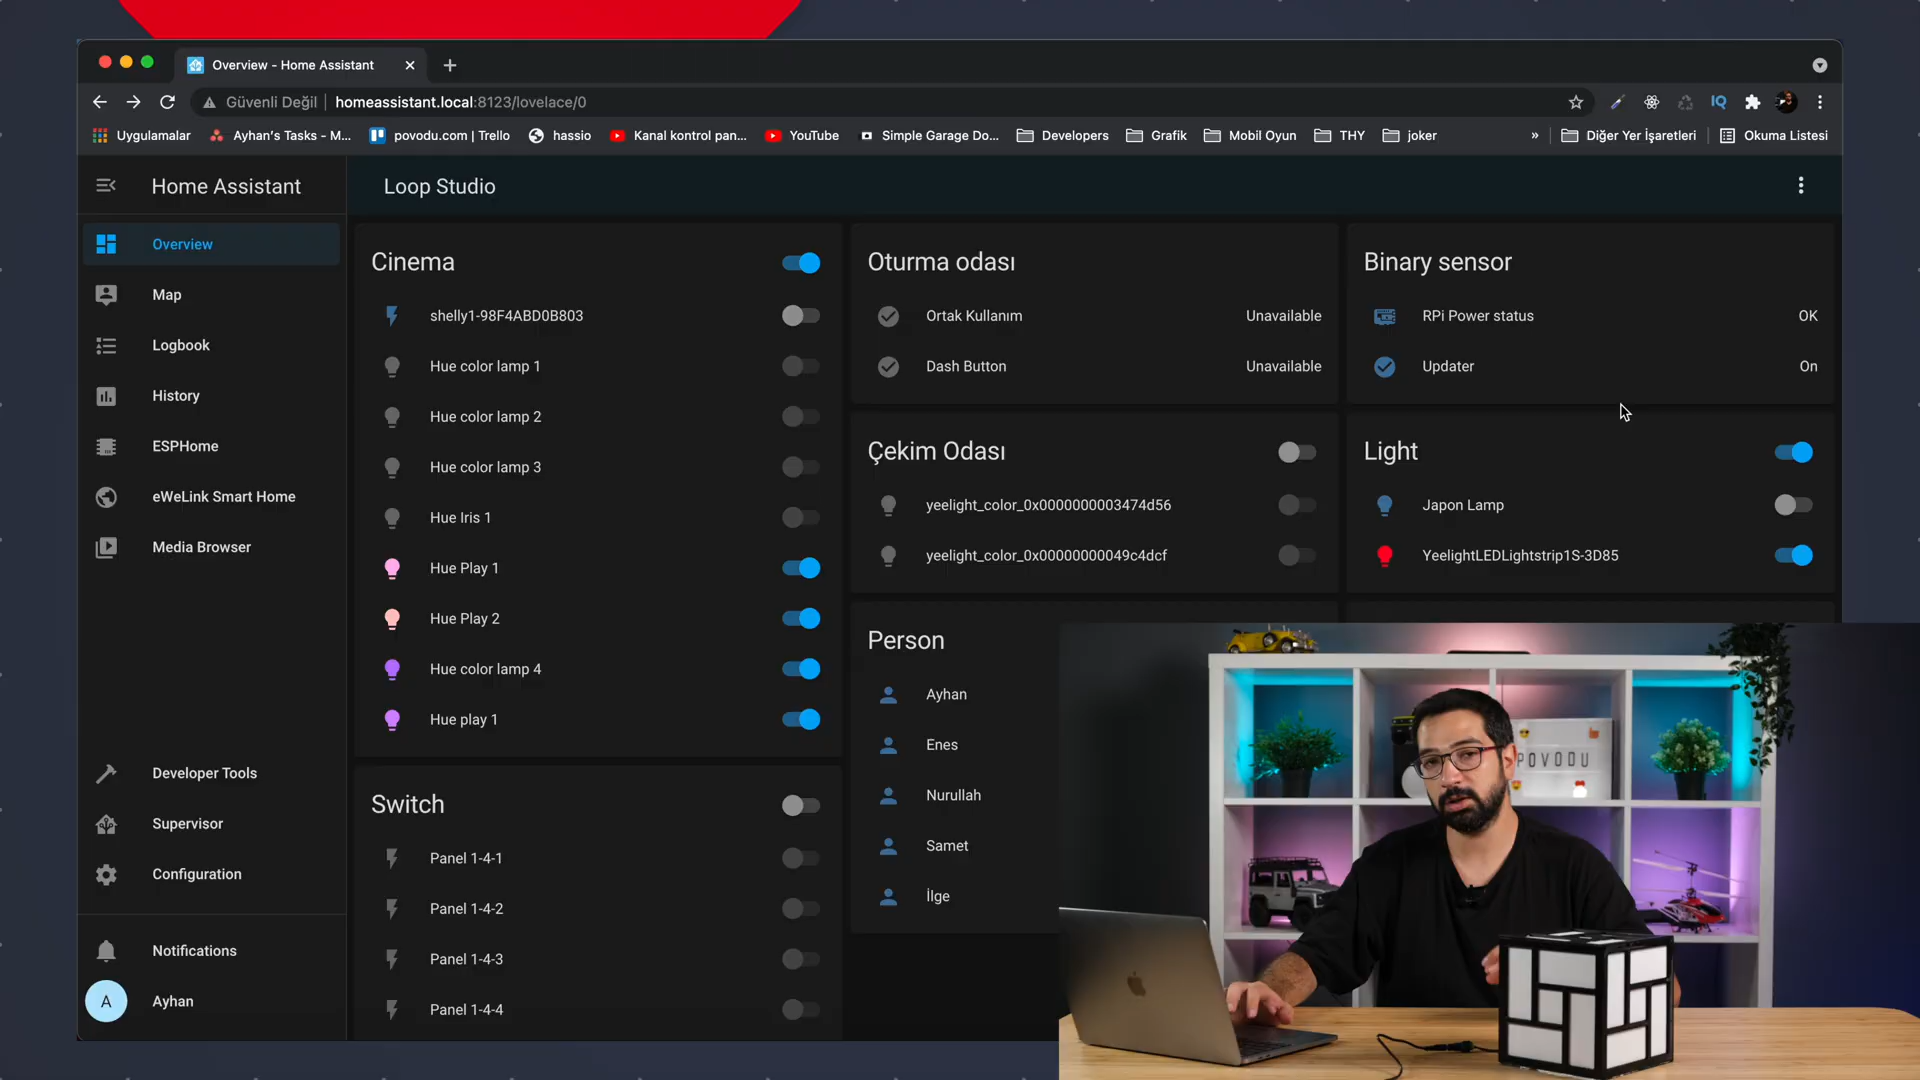 Overview - Home Assistant
Güvenli Değil
homeassistant.local:8123/lovelace/0
Uygulamalar
Ayhan's Tasks - M...
povodu.com | Trello
hassio
Kanal kontrol pan...
YouTube
Simple Garage Do...
Developers
Grafik
Mobil Oyun
THY
joker
»
Diğer Yer İşaretleri
Okuma Listesi
IQ
Home Assistant
Overview
Map
Logbook
History
ESPHome
eWeLink Smart Home
Media Browser
Developer Tools
Supervisor
Configuration
Notifications
A
Ayhan
Loop Studio
Cinema
shelly1-98F4ABD0B803
Hue color lamp 1
Hue color lamp 2
Hue color lamp 3
Hue Iris 1
Hue Play 1
Hue Play 2
Hue color lamp 4
Hue play 1
Switch
Panel 1-4-1
Panel 1-4-2
Panel 1-4-3
Panel 1-4-4
Oturma odası
Ortak Kullanım Unavailable
Dash Button Unavailable
Çekim Odası
yeelight_color_0x0000000003474d56
yeelight_color_0x00000000049c4dcf
Person
Ayhan
Enes
Nurullah
Samet
İlge
Binary sensor
RPi Power status OK
Updater On
Light
Japon Lamp
YeelightLEDLightstrip1S-3D85
POVODU